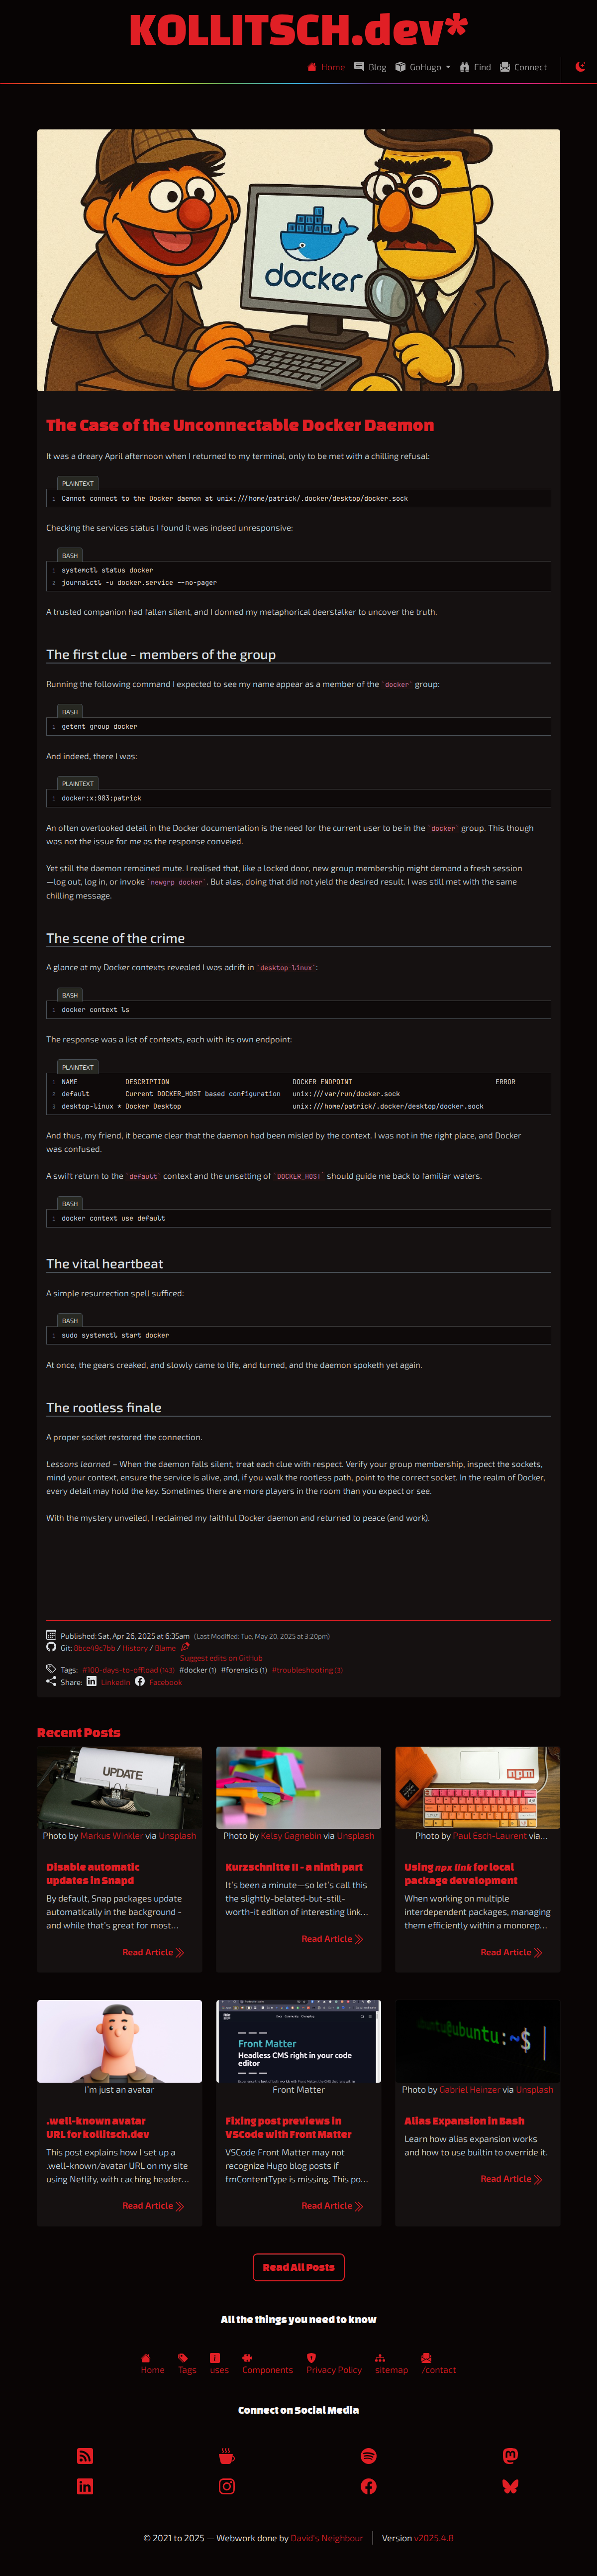 KOLLITSCH.dev*
Home Blog GoHugo Find Connect
docker
The Case of the Unconnectable Docker Daemon
It was a dreary April afternoon when I returned to my terminal, only to be met with a chilling refusal:
PLAINTEXT
1 Cannot connect to the Docker daemon at unix:///home/patrick/.docker/desktop/docker.sock
Checking the services status I found it was indeed unresponsive:
BASH
1 systemctl status docker
2 journalctl -u docker.service --no-pager
A trusted companion had fallen silent, and I donned my metaphorical deerstalker to uncover the truth.
The first clue - members of the group
Running the following command I expected to see my name appear as a member of the `docker` group:
BASH
1 getent group docker
And indeed, there I was:
PLAINTEXT
1 docker:x:983:patrick
An often overlooked detail in the Docker documentation is the need for the current user to be in the `docker` group. This though
was not the issue for me as the response conveied.
Yet still the daemon remained mute. I realised that, like a locked door, new group membership might demand a fresh session
—log out, log in, or invoke `newgrp docker`. But alas, doing that did not yield the desired result. I was still met with the same
chilling message.
The scene of the crime
A glance at my Docker contexts revealed I was adrift in `desktop-linux`:
BASH
1 docker context ls
The response was a list of contexts, each with its own endpoint:
PLAINTEXT
1 NAME DESCRIPTION DOCKER ENDPOINT ERROR
2 default Current DOCKER_HOST based configuration unix:///var/run/docker.sock
3 desktop-linux * Docker Desktop unix:///home/patrick/.docker/desktop/docker.sock
And thus, my friend, it became clear that the daemon had been misled by the context. I was not in the right place, and Docker
was confused.
A swift return to the `default` context and the unsetting of `DOCKER_HOST` should guide me back to familiar waters.
BASH
1 docker context use default
The vital heartbeat
A simple resurrection spell sufficed:
BASH
1 sudo systemctl start docker
At once, the gears creaked, and slowly came to life, and turned, and the daemon spoketh yet again.
The rootless finale
A proper socket restored the connection.
Lessons learned – When the daemon falls silent, treat each clue with respect. Verify your group membership, inspect the sockets,
mind your context, ensure the service is alive, and, if you walk the rootless path, point to the correct socket. In the realm of Docker,
every detail may hold the key. Sometimes there are more players in the room than you expect or see.
With the mystery unveiled, I reclaimed my faithful Docker daemon and returned to peace (and work).
Published: Sat, Apr 26, 2025 at 6:35am (Last Modified: Tue, May 20, 2025 at 3:20pm)
Git: 8bce49c7bb / History / Blame
Suggest edits on GitHub
Tags: #100-days-to-offload (143) #docker (1) #forensics (1) #troubleshooting (3)
Share: LinkedIn Facebook
Recent Posts
UPDATE
Photo by Markus Winkler via Unsplash
Disable automatic
updates in Snapd
By default, Snap packages update
automatically in the background -
and while that's great for most…
Read Article
Photo by Kelsy Gagnebin via Unsplash
Kurzschnitte II - a ninth part
It's been a minute—so let's call this
the slightly-belated-but-still-
worth-it edition of interesting link…
Read Article
npm
Photo by Paul Esch-Laurent via…
Using npx link for local
package development
When working on multiple
interdependent packages, managing
them efficiently within a monorep…
Read Article
I'm just an avatar
.well-known avatar
URL for kollitsch.dev
This post explains how I set up a
.well-known/avatar URL on my site
using Netlify, with caching header…
Read Article
Front Matter
Headless CMS right in your code
editor
Front Matter
Fixing post previews in
VSCode with Front Matter
VSCode Front Matter may not
recognize Hugo blog posts if
fmContentType is missing. This po…
Read Article
ubuntu@ubuntu:~$
Photo by Gabriel Heinzer via Unsplash
Alias Expansion in Bash
Learn how alias expansion works
and how to use builtin to override it.
Read Article
Read All Posts
All the things you need to know
Home Tags uses Components Privacy Policy sitemap /contact
Connect on Social Media
© 2021 to 2025 — Webwork done by David's Neighbour Version v2025.4.8